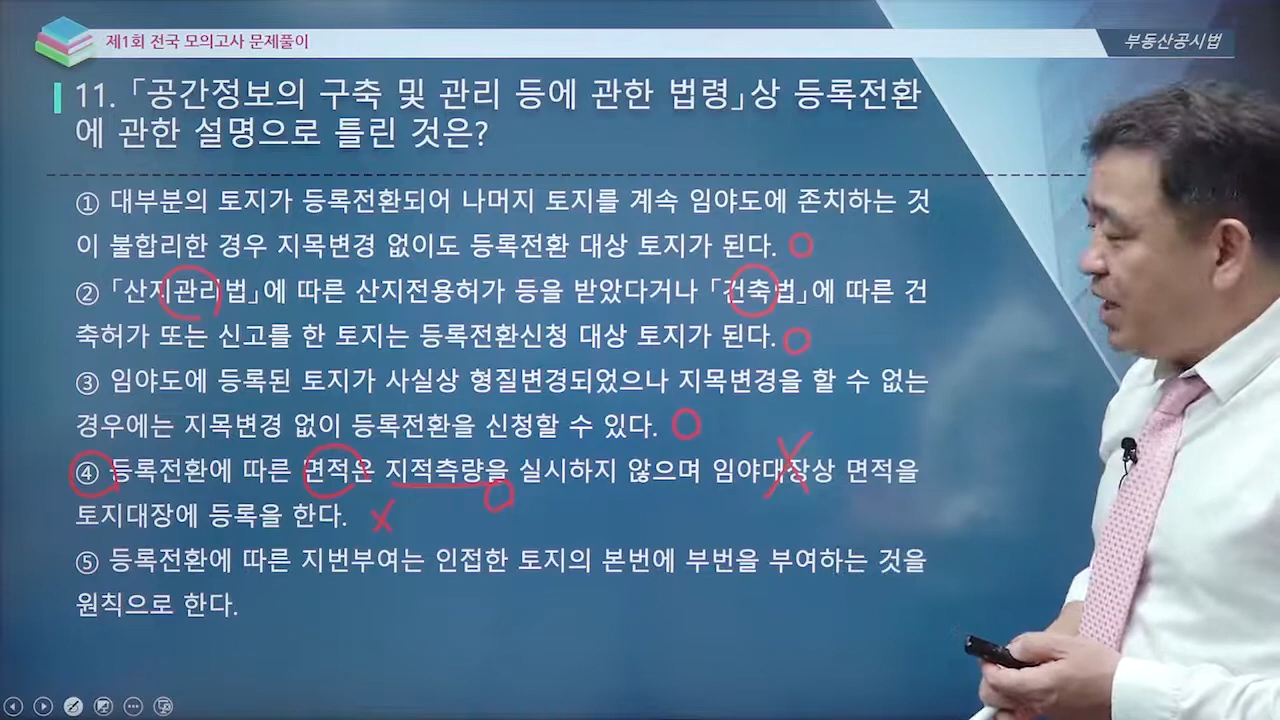 제1회 전국 모의고사 문제풀이
부동산공시법
11. 「공간정보의 구축 및 관리 등에 관한 법령」상 등록전환
에 관한 설명으로 틀린 것은?
① 대부분의 토지가 등록전환되어 나머지 토지를 계속 임야도에 존치하는 것
이 불합리한 경우 지목변경 없이도 등록전환 대상 토지가 된다.
② 「산지관리법」에 따른 산지전용허가 등을 받았다거나 「건축법」에 따른 건
축허가 또는 신고를 한 토지는 등록전환신청 대상 토지가 된다.
③ 임야도에 등록된 토지가 사실상 형질변경되었으나 지목변경을 할 수 없는
경우에는 지목변경 없이 등록전환을 신청할 수 있다.
④ 등록전환에 따른 면적은 지적측량을 실시하지 않으며 임야대장상 면적을
토지대장에 등록을 한다.
⑤ 등록전환에 따른 지번부여는 인접한 토지의 본번에 부번을 부여하는 것을
원칙으로 한다.